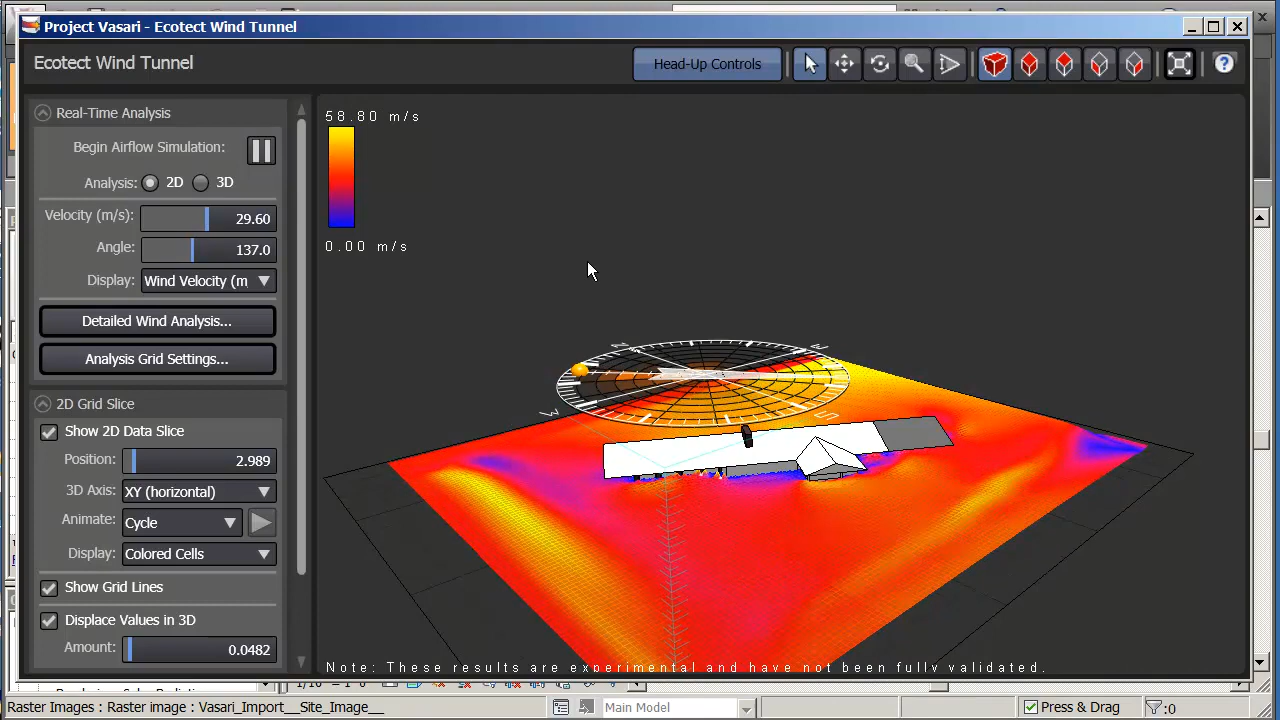 Project Vasari - Ecotect Wind Tunnel
Ecotect Wind Tunnel
Head-Up Controls
Real-Time Analysis
Begin Airflow Simulation:
Analysis: 2D 3D
Velocity (m/s): 29.60
Angle: 137.0
Display: Wind Velocity (m
Detailed Wind Analysis...
Analysis Grid Settings...
2D Grid Slice
Show 2D Data Slice
Position: 2.989
3D Axis: XY (horizontal)
Animate: Cycle
Display: Colored Cells
Show Grid Lines
Displace Values in 3D
Amount: 0.0482
58.80 m/s
0.00 m/s
N
E
W
S
Note: These results are experimental and have not been fully validated.
Raster Images : Raster image : Vasari_Import__Site_Image__
Main Model
Press & Drag
:0